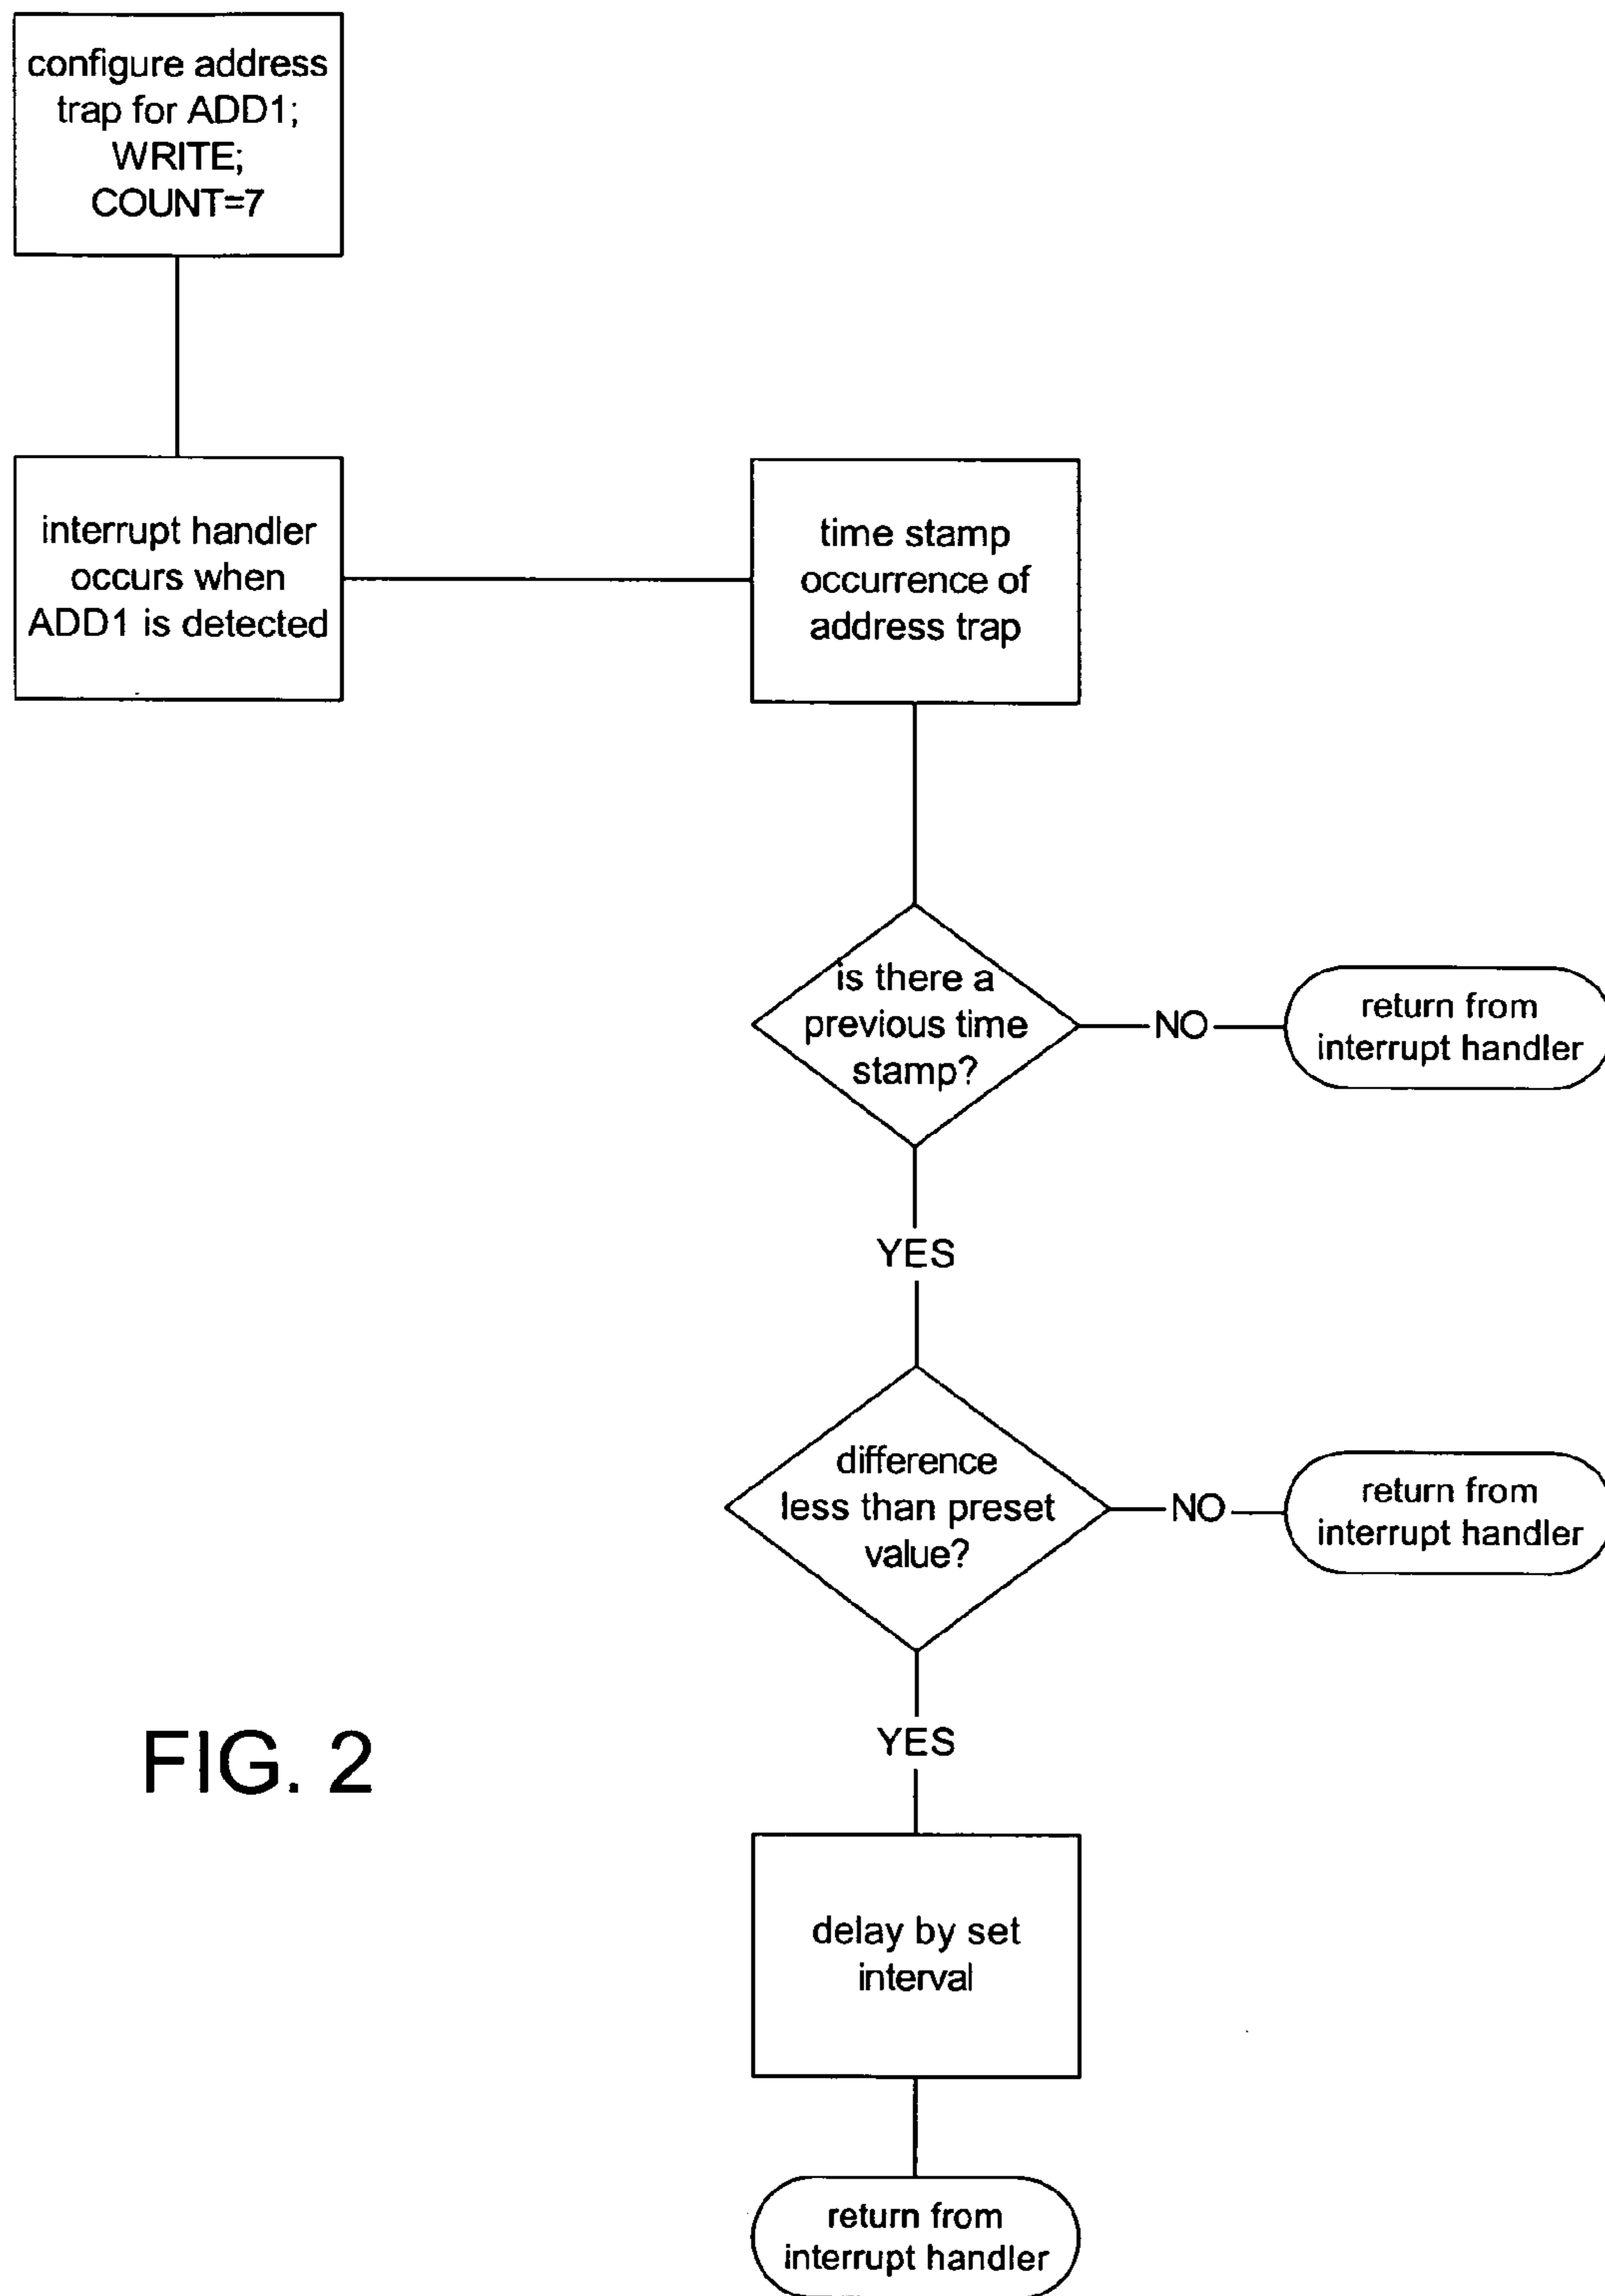 configure address
trap for ADD1;
WRITE;
COUNT=7
interrupt handler
occurs when
ADD1 is detected
time stamp
occurrence of
address trap
is there a
previous time
stamp?
NO
return from
interrupt handler
YES
difference
less than preset
value?
NO
return from
interrupt handler
YES
delay by set
interval
return from
interrupt handler
FIG. 2